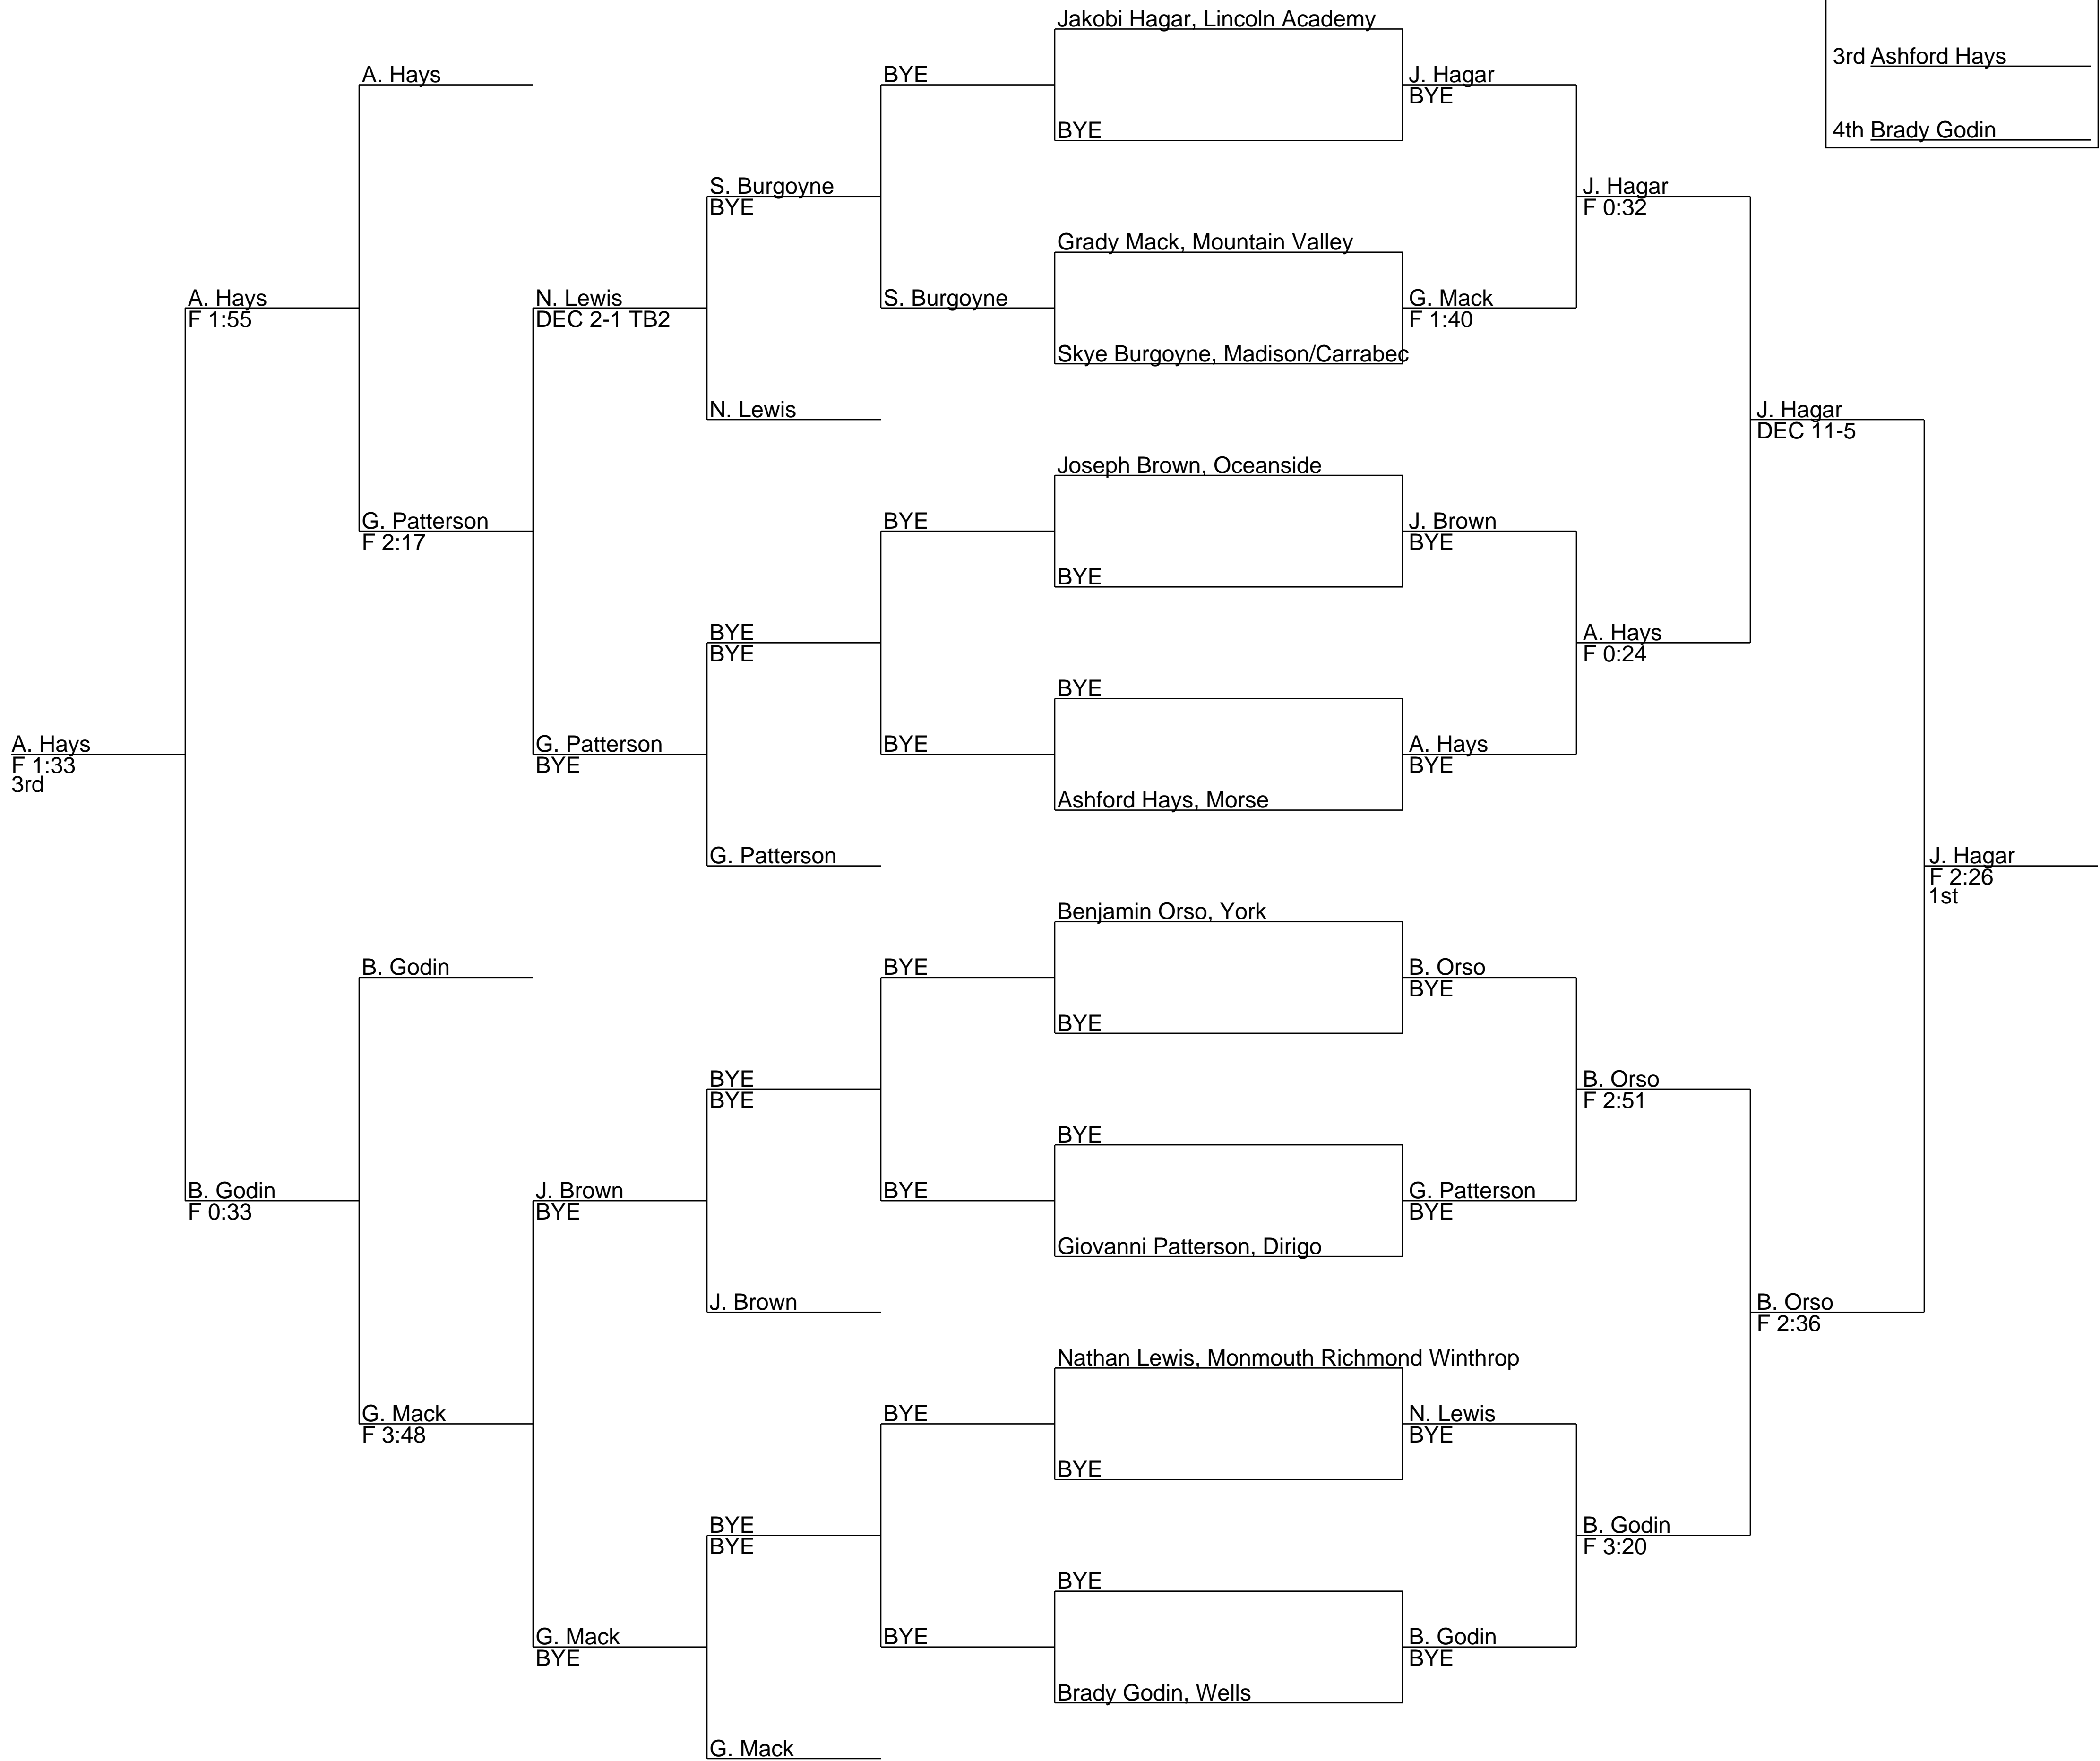 Jakobi Hagar, Lincoln Academy
3rd Ashford Hays
A. Hays
BYE
J. Hagar
BYE
BYE
4th Brady Godin
S. Burgoyne
BYE
J. Hagar
F 0:32
Grady Mack, Mountain Valley
A. Hays
F 1:55
N. Lewis
DEC 2-1 TB2
S. Burgoyne
G. Mack
F 1:40
Skye Burgoyne, Madison/Carrabec
N. Lewis
J. Hagar
DEC 11-5
Joseph Brown, Oceanside
G. Patterson
F 2:17
BYE
J. Brown
BYE
BYE
BYE
BYE
A. Hays
F 0:24
BYE
A. Hays
F 1:33
3rd
G. Patterson
BYE
BYE
A. Hays
BYE
Ashford Hays, Morse
G. Patterson
J. Hagar
F 2:26
1st
Benjamin Orso, York
B. Godin
BYE
B. Orso
BYE
BYE
BYE
BYE
B. Orso
F 2:51
BYE
B. Godin
F 0:33
J. Brown
BYE
BYE
G. Patterson
BYE
Giovanni Patterson, Dirigo
J. Brown
B. Orso
F 2:36
Nathan Lewis, Monmouth Richmond Winthrop
G. Mack
F 3:48
BYE
N. Lewis
BYE
BYE
BYE
BYE
B. Godin
F 3:20
BYE
G. Mack
BYE
BYE
B. Godin
BYE
Brady Godin, Wells
G. Mack